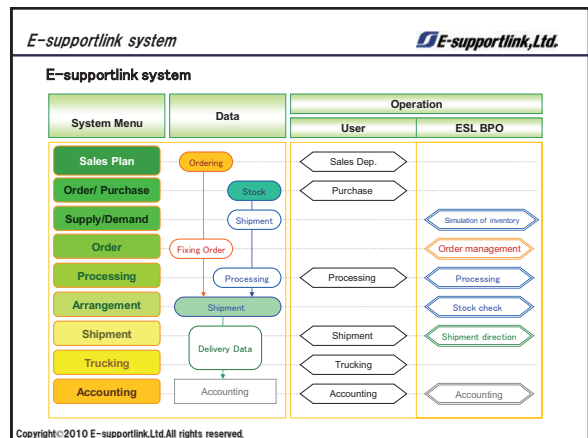 E-supportlink system
E-supportlink,Ltd.
E-supportlink system
System Menu
Data
Operation
User
ESL BPO
Sales Plan
Ordering
Sales Dep.
Order/ Purchase
Stock
Purchase
Supply/Demand
Shipment
Simulation of inventory
Order
Fixing Order
Order management
Processing
Processing
Processing
Processing
Arrangement
Shipment
Stock check
Shipment
Delivery Data
Shipment
Shipment direction
Trucking
Trucking
Accounting
Accounting
Accounting
Accounting
Copyright©2010 E-supportlink,Ltd,All rights reserved.